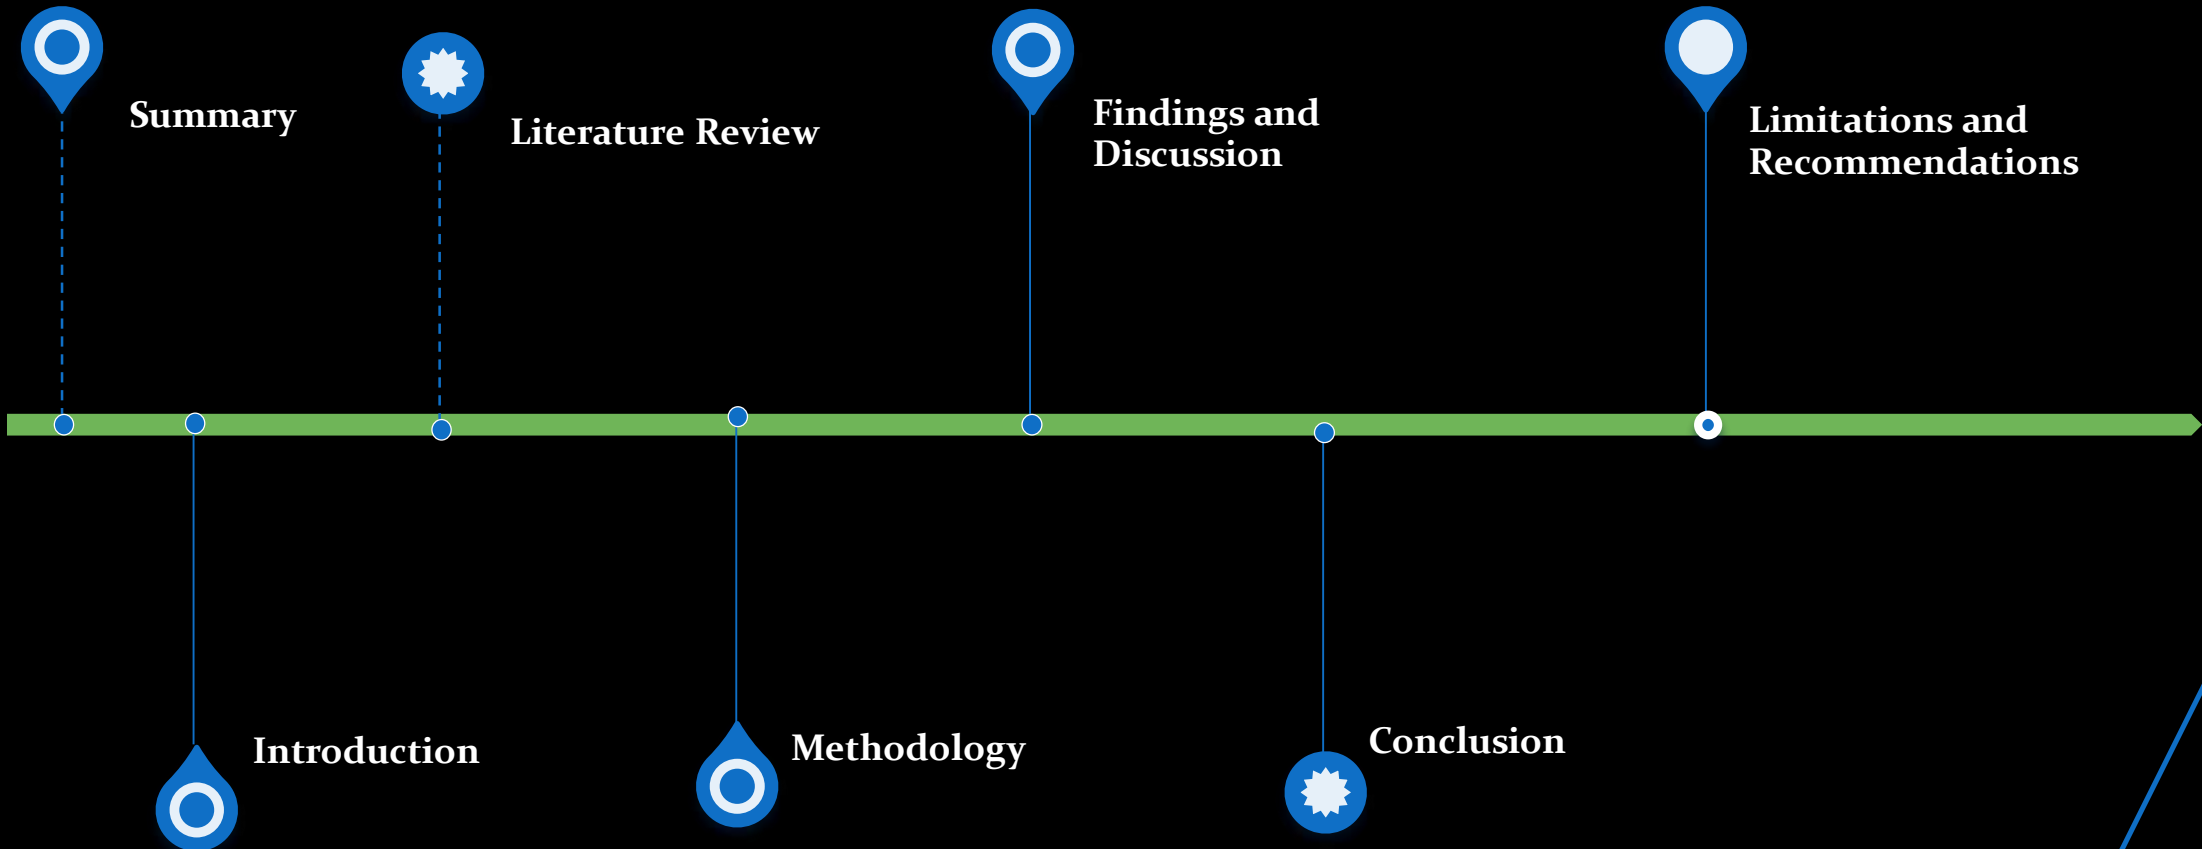 Summary
Literature Review
Findings and
Discussion
Limitations and
Recommendations
Introduction
Methodology
Conclusion